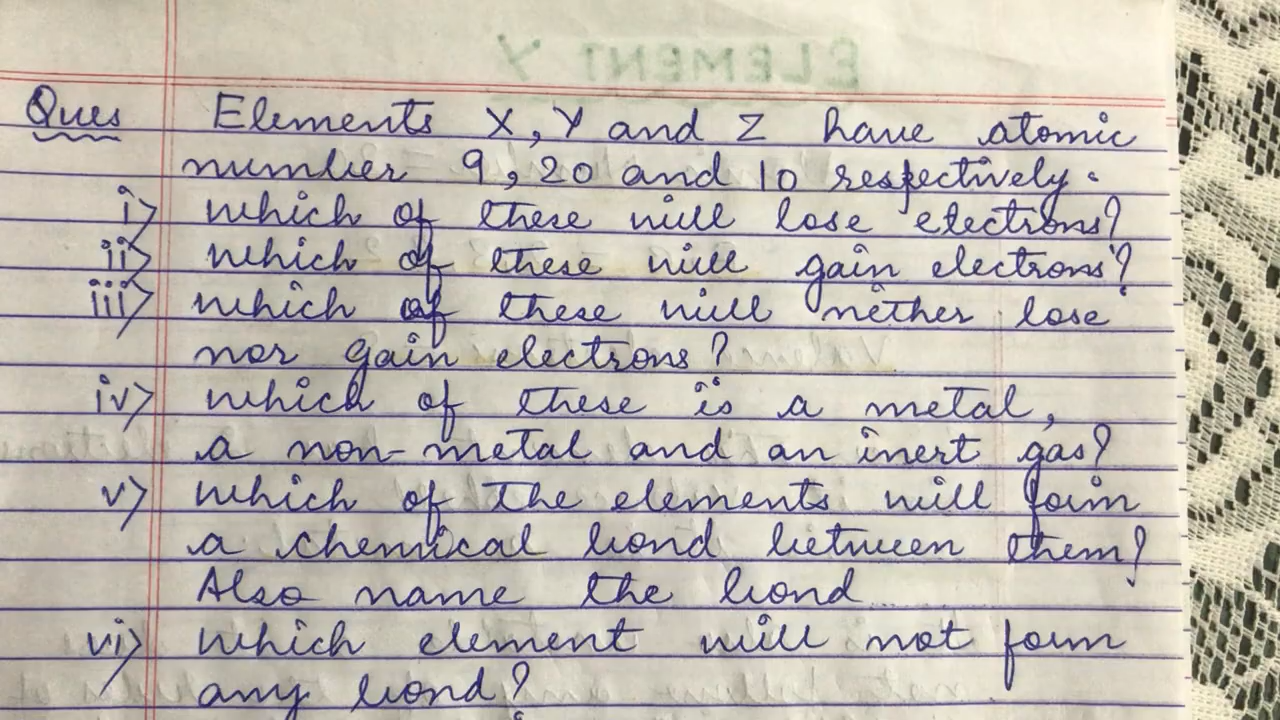 ELEMENT Y
Ques Elements X, Y and Z have atomic
number 9, 20 and 10 respectively.
i> which of these will lose electrons?
ii> which of these will gain electrons?
iii> which of these will nether lose
nor gain electrons?
iv> which of these is a metal,
a non-metal and an inert gas?
v> which of the elements will form
a chemical bond between them?
Also name the bond
vi> which element will not form
any bond?